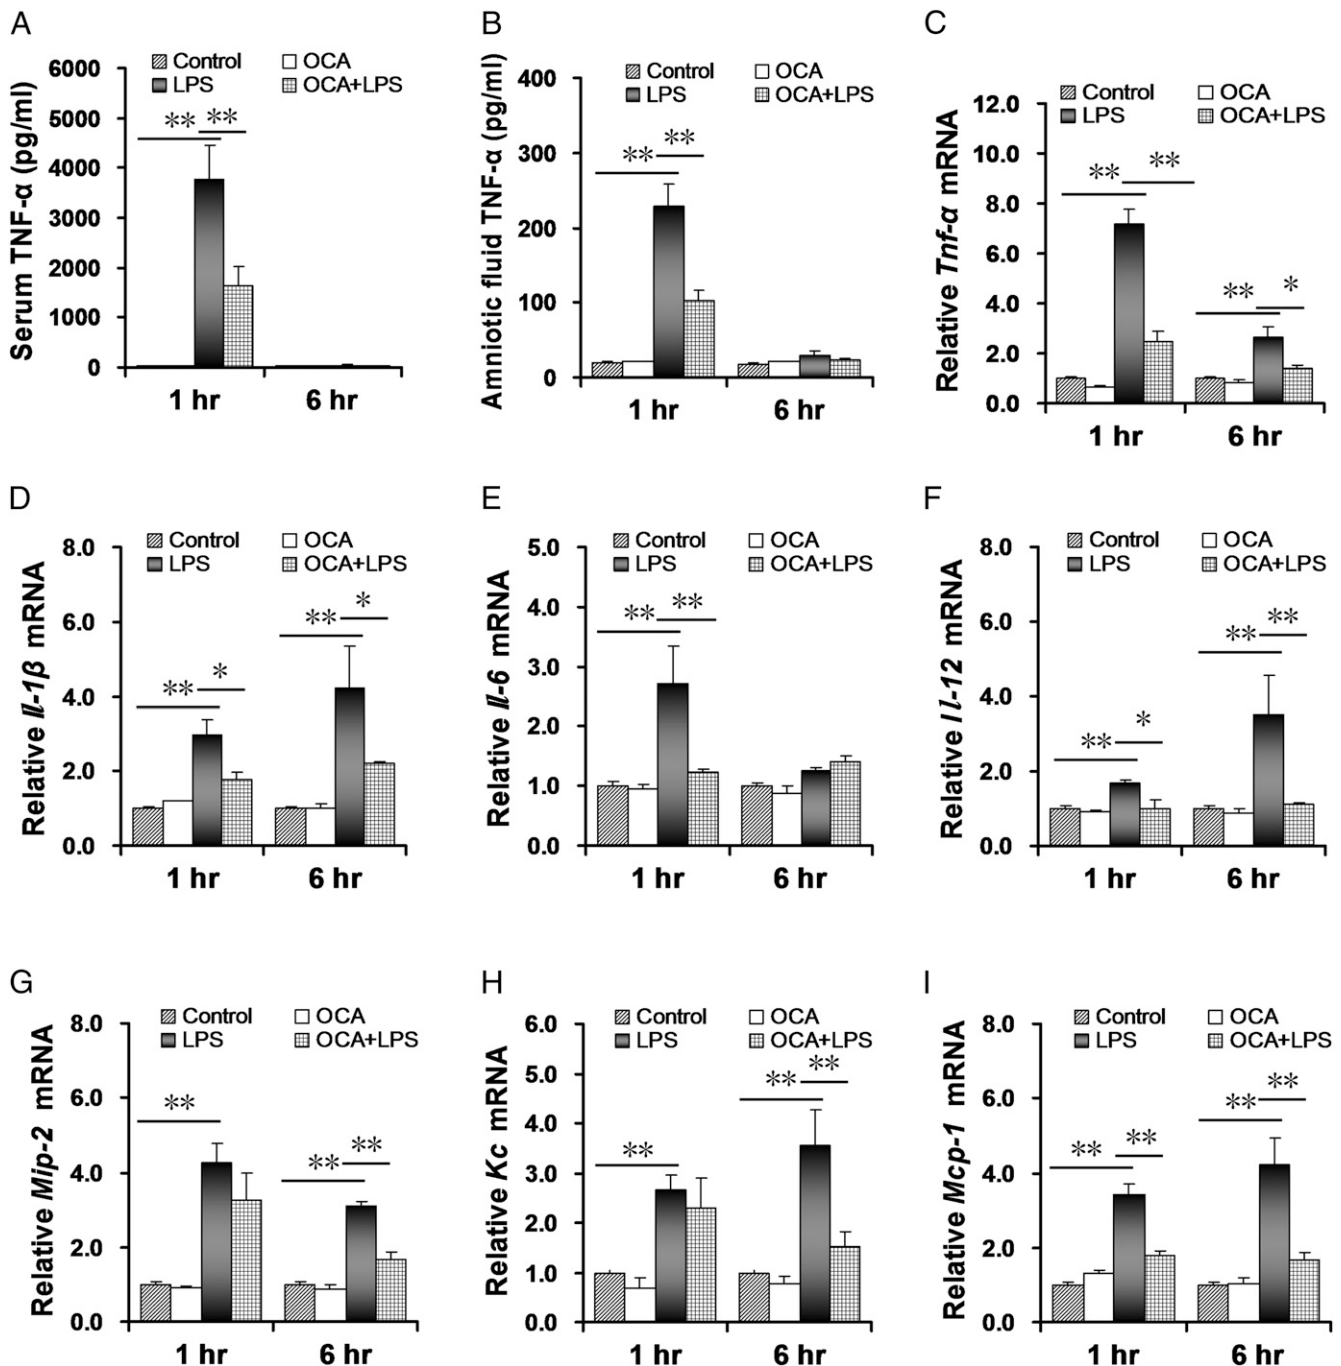 A
Serum TNF-α (pg/ml)
Control OCA
LPS OCA+LPS
6000
5000
4000
3000
2000
1000
0
** **
1 hr 6 hr
B
Amniotic fluid TNF-α (pg/ml)
Control OCA
LPS OCA+LPS
400
300
200
100
0
** **
1 hr 6 hr
C
Relative Tnf-α mRNA
Control OCA
LPS OCA+LPS
12.0
10.0
8.0
6.0
4.0
2.0
0.0
** **
** *
1 hr 6 hr
D
Relative Il-1β mRNA
Control OCA
LPS OCA+LPS
8.0
6.0
4.0
2.0
0.0
** *
** *
1 hr 6 hr
E
Relative Il-6 mRNA
Control OCA
LPS OCA+LPS
5.0
4.0
3.0
2.0
1.0
0.0
** **
1 hr 6 hr
F
Relative Il-12 mRNA
Control OCA
LPS OCA+LPS
8.0
6.0
4.0
2.0
0.0
** *
** **
1 hr 6 hr
G
Relative Mip-2 mRNA
Control OCA
LPS OCA+LPS
8.0
6.0
4.0
2.0
0.0
**
** **
1 hr 6 hr
H
Relative Kc mRNA
Control OCA
LPS OCA+LPS
6.0
5.0
4.0
3.0
2.0
1.0
0.0
**
** **
1 hr 6 hr
I
Relative Mcp-1 mRNA
Control OCA
LPS OCA+LPS
8.0
6.0
4.0
2.0
0.0
** **
** **
1 hr 6 hr